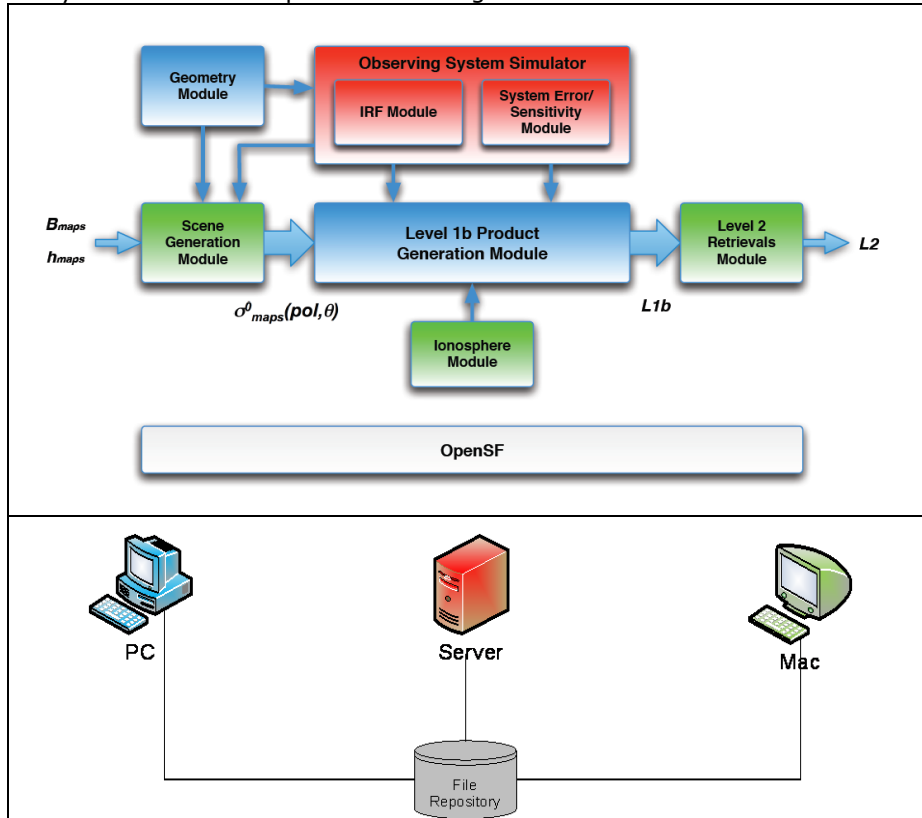 Observing System Simulator
Geometry
Module
IRF Module
System Error/
Sensitivity
Module
Bmaps
hmaps
Scene
Generation
Module
Level 1b Product
Generation Module
Level 2
Retrievals
Module
L2
σ⁰maps(pol,θ)
L1b
Ionosphere
Module
OpenSF
PC
Server
Mac
File
Repository